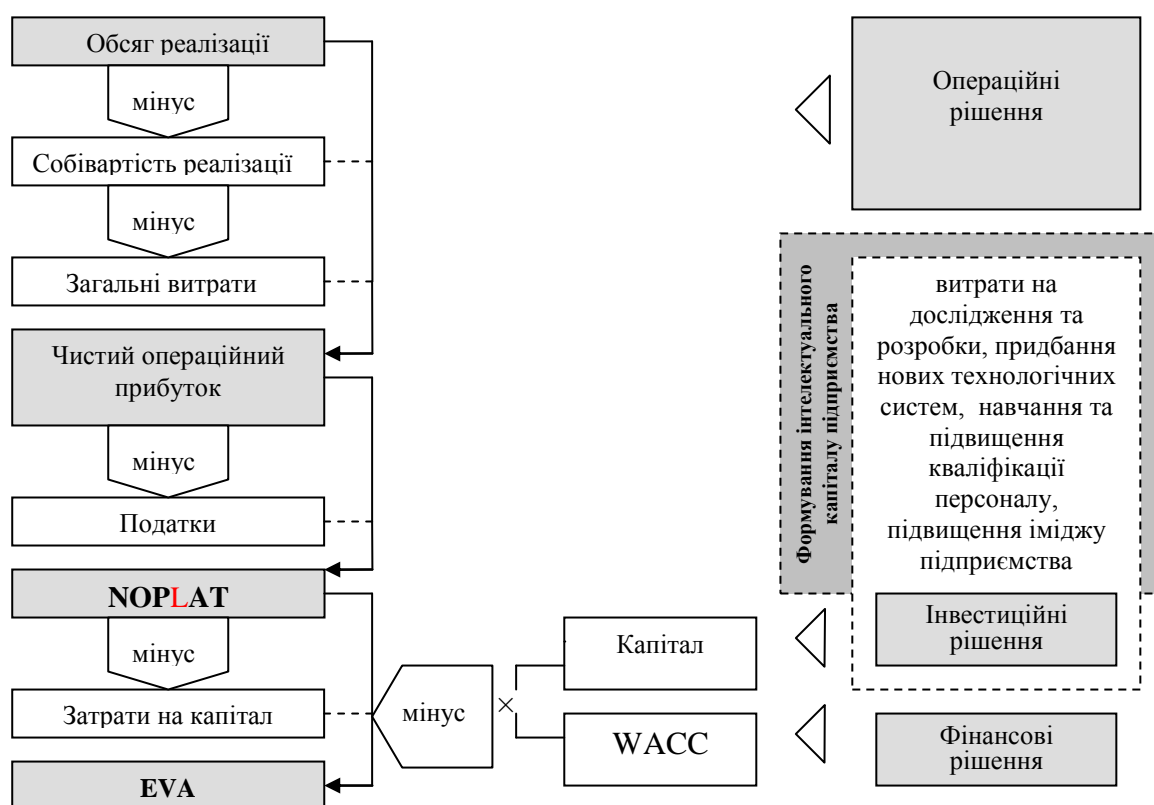 Обсяг реалізації
мінус
Собівартість реалізації
мінус
Загальні витрати
Чистий операційний
прибуток
мінус
Податки
NOPLAT
мінус
Затрати на капітал
EVA
мінус
×
Капітал
WACC
Операційні
рішення
Формування інтелектуального
капіталу підприємства
витрати на
дослідження та
розробки, придбання
нових технологічних
систем, навчання та
підвищення
кваліфікації
персоналу,
підвищення іміджу
підприємства
Інвестиційні
рішення
Фінансові
рішення